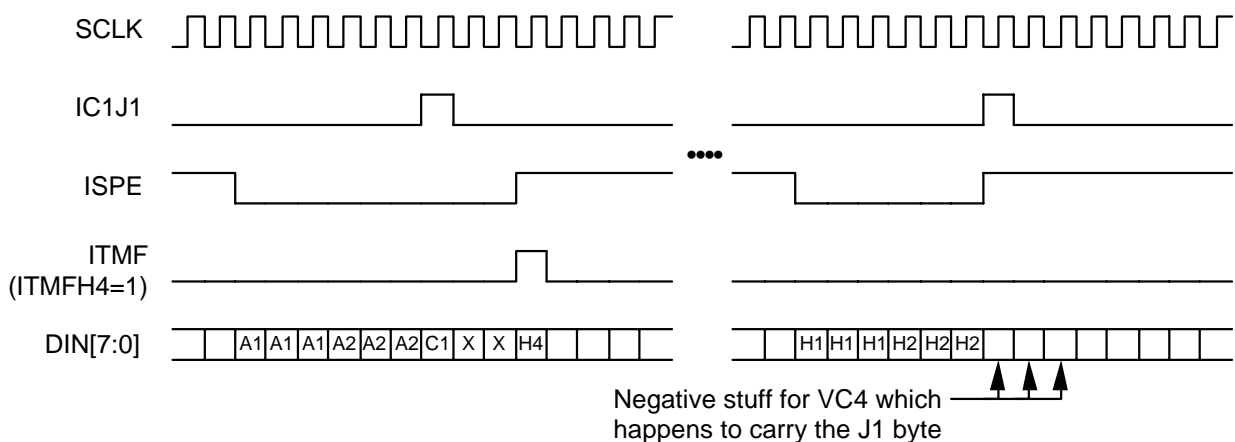 SCLK
IC1J1
ISPE
ITMF
(ITMFH4=1)
DIN[7:0] A1 A1 A1 A2 A2 A2 C1 X X H4 H1 H1 H1 H2 H2 H2
Negative stuff for VC4 which
happens to carry the J1 byte